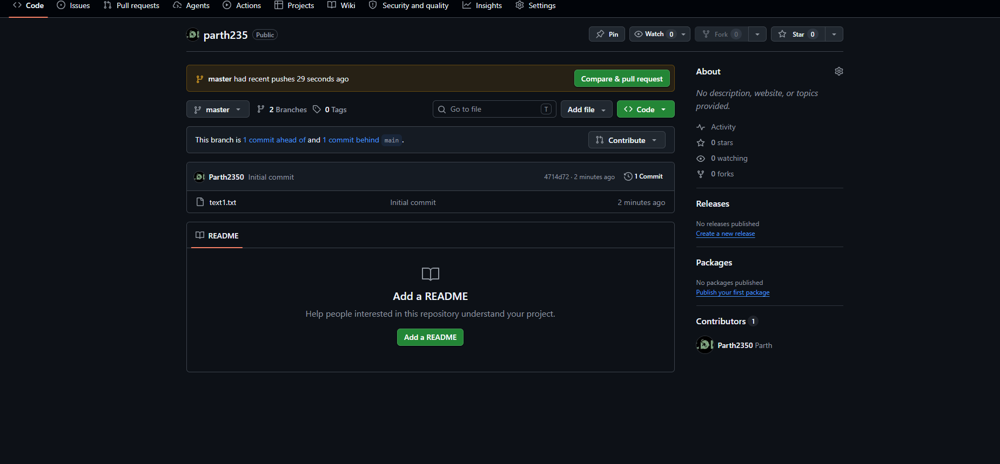 Code Issues Pull requests Agents Actions Projects Wiki Security and quality Insights Settings
parth235 Public
Pin Watch 0 Fork 0 Star 0
master had recent pushes 29 seconds ago
Compare & pull request
master 2 Branches 0 Tags
Go to file T
Add file
Code
This branch is 1 commit ahead of and 1 commit behind main .
Contribute
Parth2350 Initial commit 4714d72 · 2 minutes ago 1 Commit
text1.txt Initial commit 2 minutes ago
README
Add a README
Help people interested in this repository understand your project.
Add a README
About
No description, website, or topics
provided.
Activity
0 stars
0 watching
0 forks
Releases
No releases published
Create a new release
Packages
No packages published
Publish your first package
Contributors 1
Parth2350 Parth